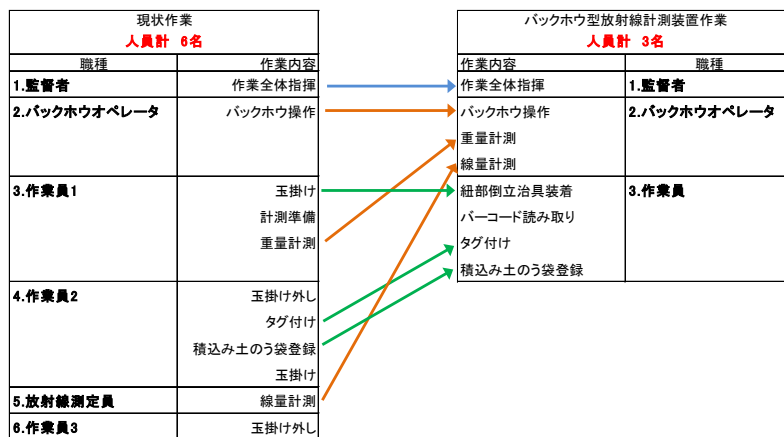 現状作業
人員計 6名
職種 作業内容
1.監督者 作業全体指揮
2.バックホウオペレータ バックホウ操作
3.作業員1 玉掛け
計測準備
重量計測
4.作業員2 玉掛け外し
タグ付け
積込み土のう袋登録
玉掛け
5.放射線測定員 線量計測
6.作業員3 玉掛け外し
バックホウ型放射線計測装置作業
人員計 3名
作業内容 職種
作業全体指揮 1.監督者
バックホウ操作 2.バックホウオペレータ
重量計測
線量計測
紐部倒立治具装着 3.作業員
バーコード読み取り
タグ付け
積込み土のう袋登録